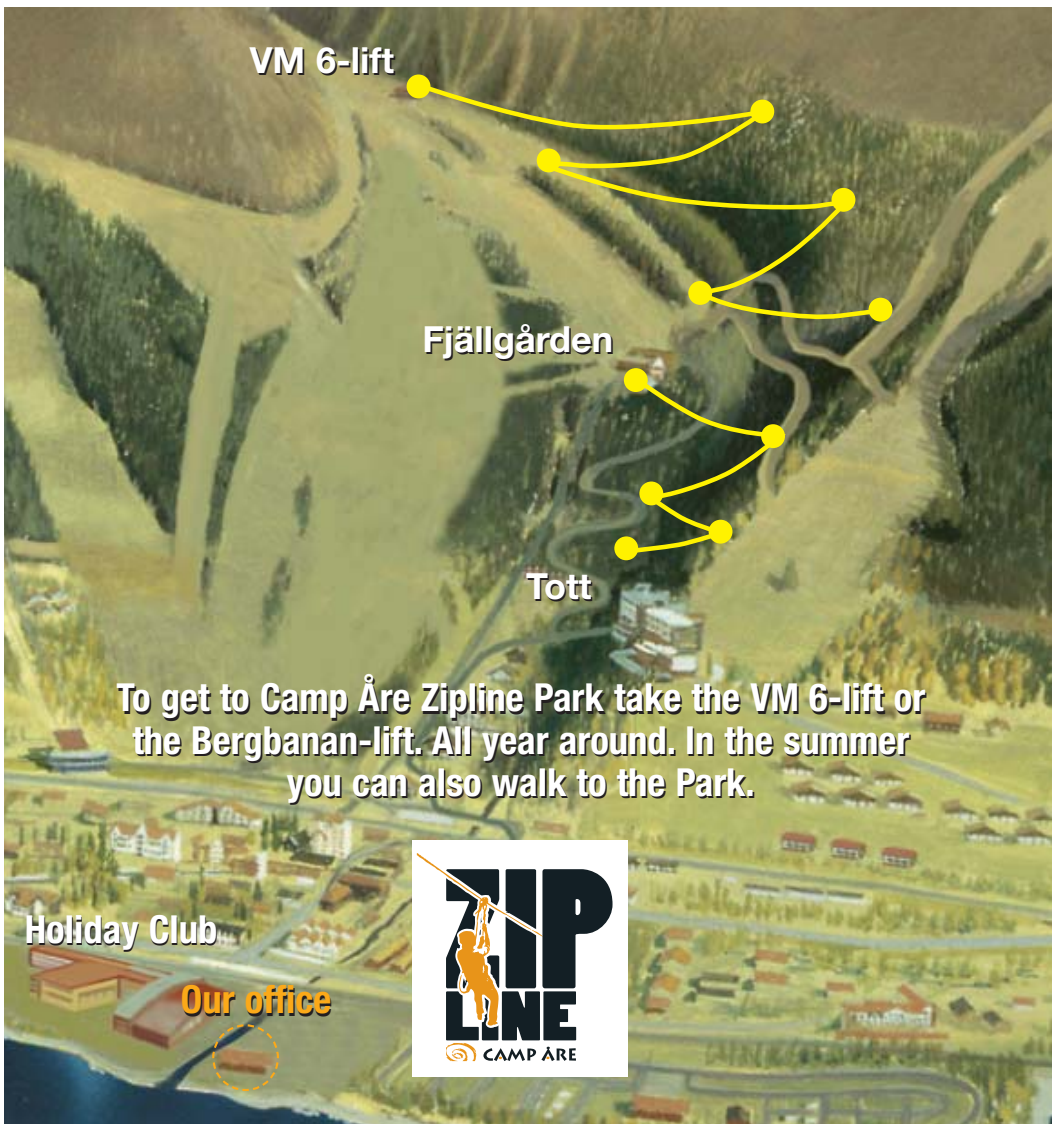 VM 6-lift
Fjällgården
Tott
To get to Camp Åre Zipline Park take the VM 6-lift or
the Bergbanan-lift. All year around. In the summer
you can also walk to the Park.
Holiday Club
Our office
ZIP
LINE
CAMP ÅRE